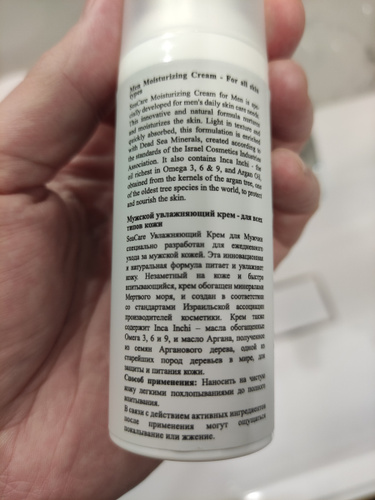 Men Moisturizing Cream - For all skin
types
SeaCare Moisturizing Cream for Men is spe-
cially developed for men's daily skin care needs.
This innovative and natural formula nurtures
and moisturizes the skin. Light in texture and
quickly absorbed, this formulation is enriched
with Dead Sea Minerals, created according to
the standards of the Israel Cosmetics Industries
Association. It also contains Inca Inchi - the
oil richest in Omega 3, 6 & 9, and Argan Oil,
obtained from the kernels of the argan tree, one
of the oldest tree species in the world, to protect
and nourish the skin.
Мужской увлажняющий крем - для всех
типов кожи
SeaCare Увлажняющий Крем для Мужчин
специально разработан для ежедневного
ухода за мужской кожей. Эта инновационная
и натуральная формула питает и увлажняет
кожу. Незаметный на коже и быстро
впитывающийся, крем обогащен минералами
Мертвого моря, и создан в соответствии
со стандартами Израильской ассоциации
производителей косметики. Крем также
содержит Inca Inchi – масла обогащенные
Омега 3, 6 и 9, и масло Аргана, полученное
из семян Арганового дерева, одной из
старейших пород деревьев в мире, для
защиты и питания кожи.
Способ применения: Наносить на чистую
кожу легкими похлопываниями до полного
впитывания.
В связи с действием активных ингредиентов
после применения могут ощущаться
покалывание или жжение.